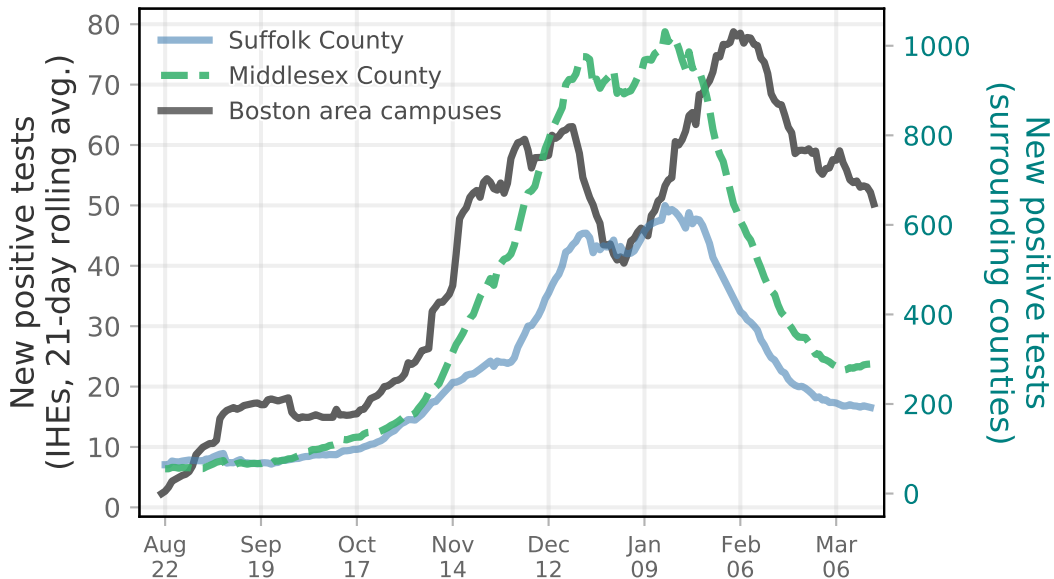 New positive tests
(IHEs, 21-day rolling avg.)
80
70
60
50
40
30
20
10
0
Suffolk County
Middlesex County
Boston area campuses
1000
800
600
400
200
0
New positive tests
(surrounding counties)
Aug
22
Sep
19
Oct
17
Nov
14
Dec
12
Jan
09
Feb
06
Mar
06